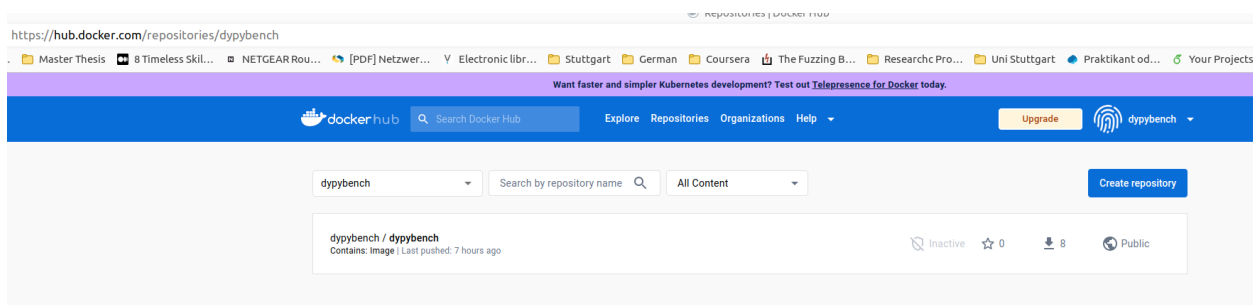 Repositories | Docker Hub
https://hub.docker.com/repositories/dypybench
Master Thesis 8 Timeless Skil... NETGEAR Rou... [PDF] Netzwer... Electronic libr... Stuttgart German Coursera The Fuzzing B... Researchc Pro... Uni Stuttgart Praktikant od... Your Projects
Want faster and simpler Kubernetes development? Test out Telepresence for Docker today.
dockerhub Search Docker Hub Explore Repositories Organizations Help Upgrade dypybench
dypybench Search by repository name All Content Create repository
dypybench / dypybench Inactive 0 8 Public
Contains: Image | Last pushed: 7 hours ago